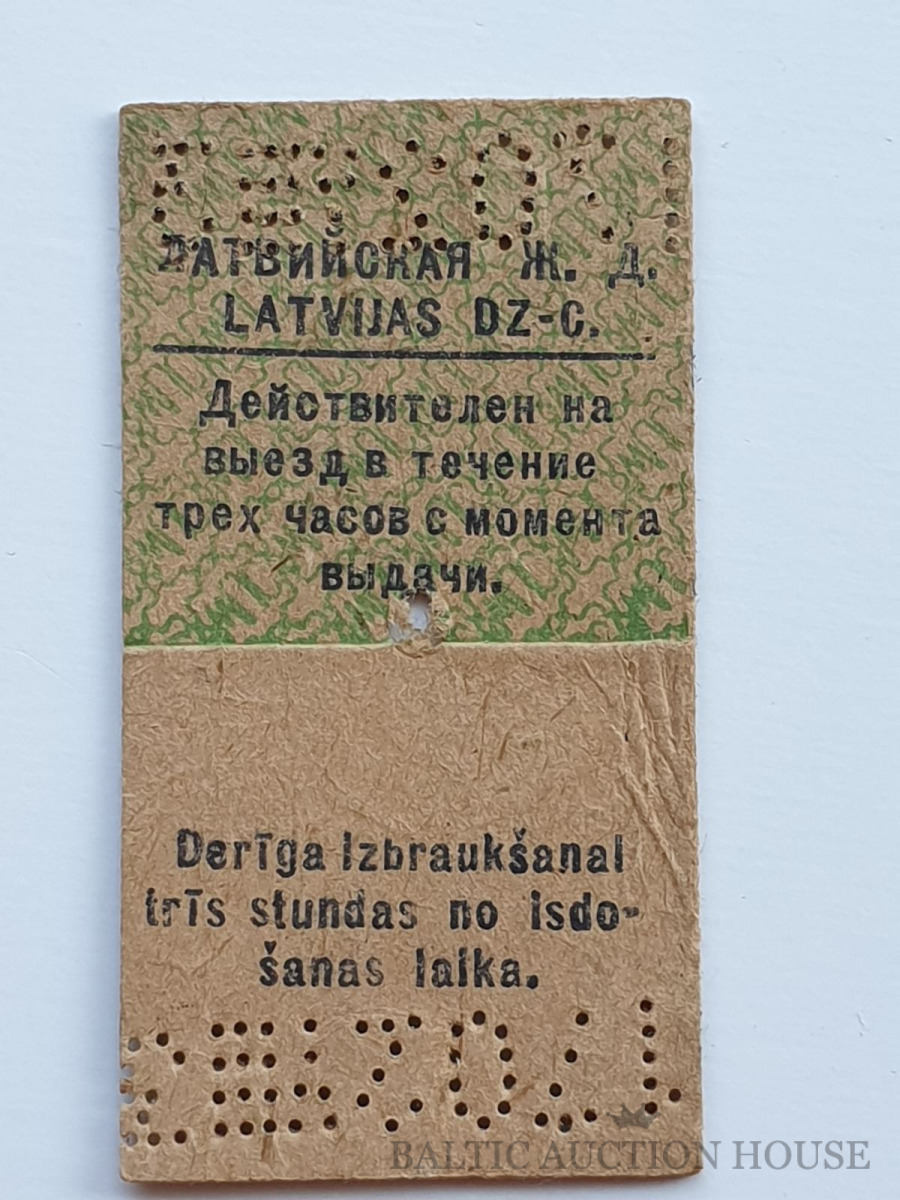 ЛАТВИЙСКАЯ Ж. Д.
LATVIJAS DZ-C.
Действителен на
выезд в течение
трех часов с момента
выдачи.
Derīga izbraukšanai
trīs stundas no isdo-
šanas laika.
BALTIC AUCTION HOUSE